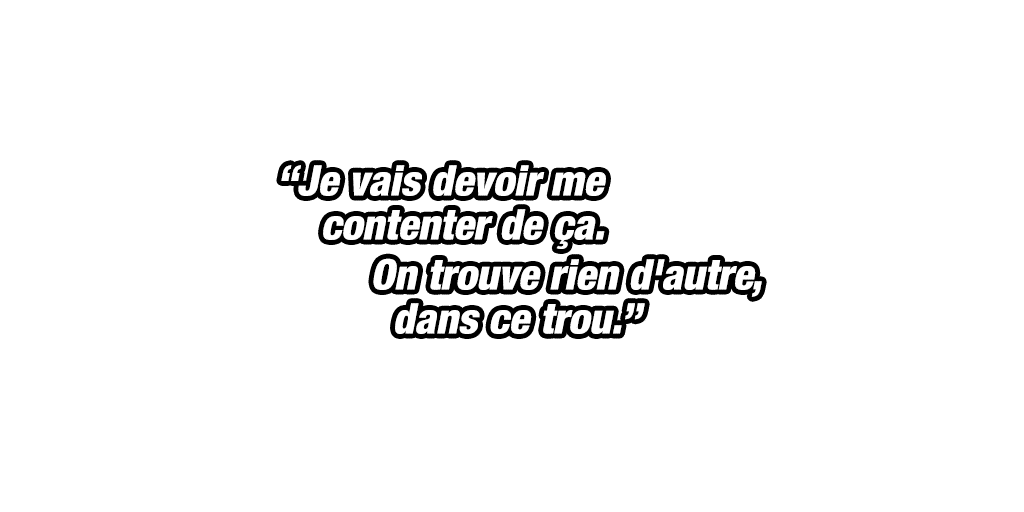 “Je vais devoir me
contenter de ça.
On trouve rien d'autre,
dans ce trou.”